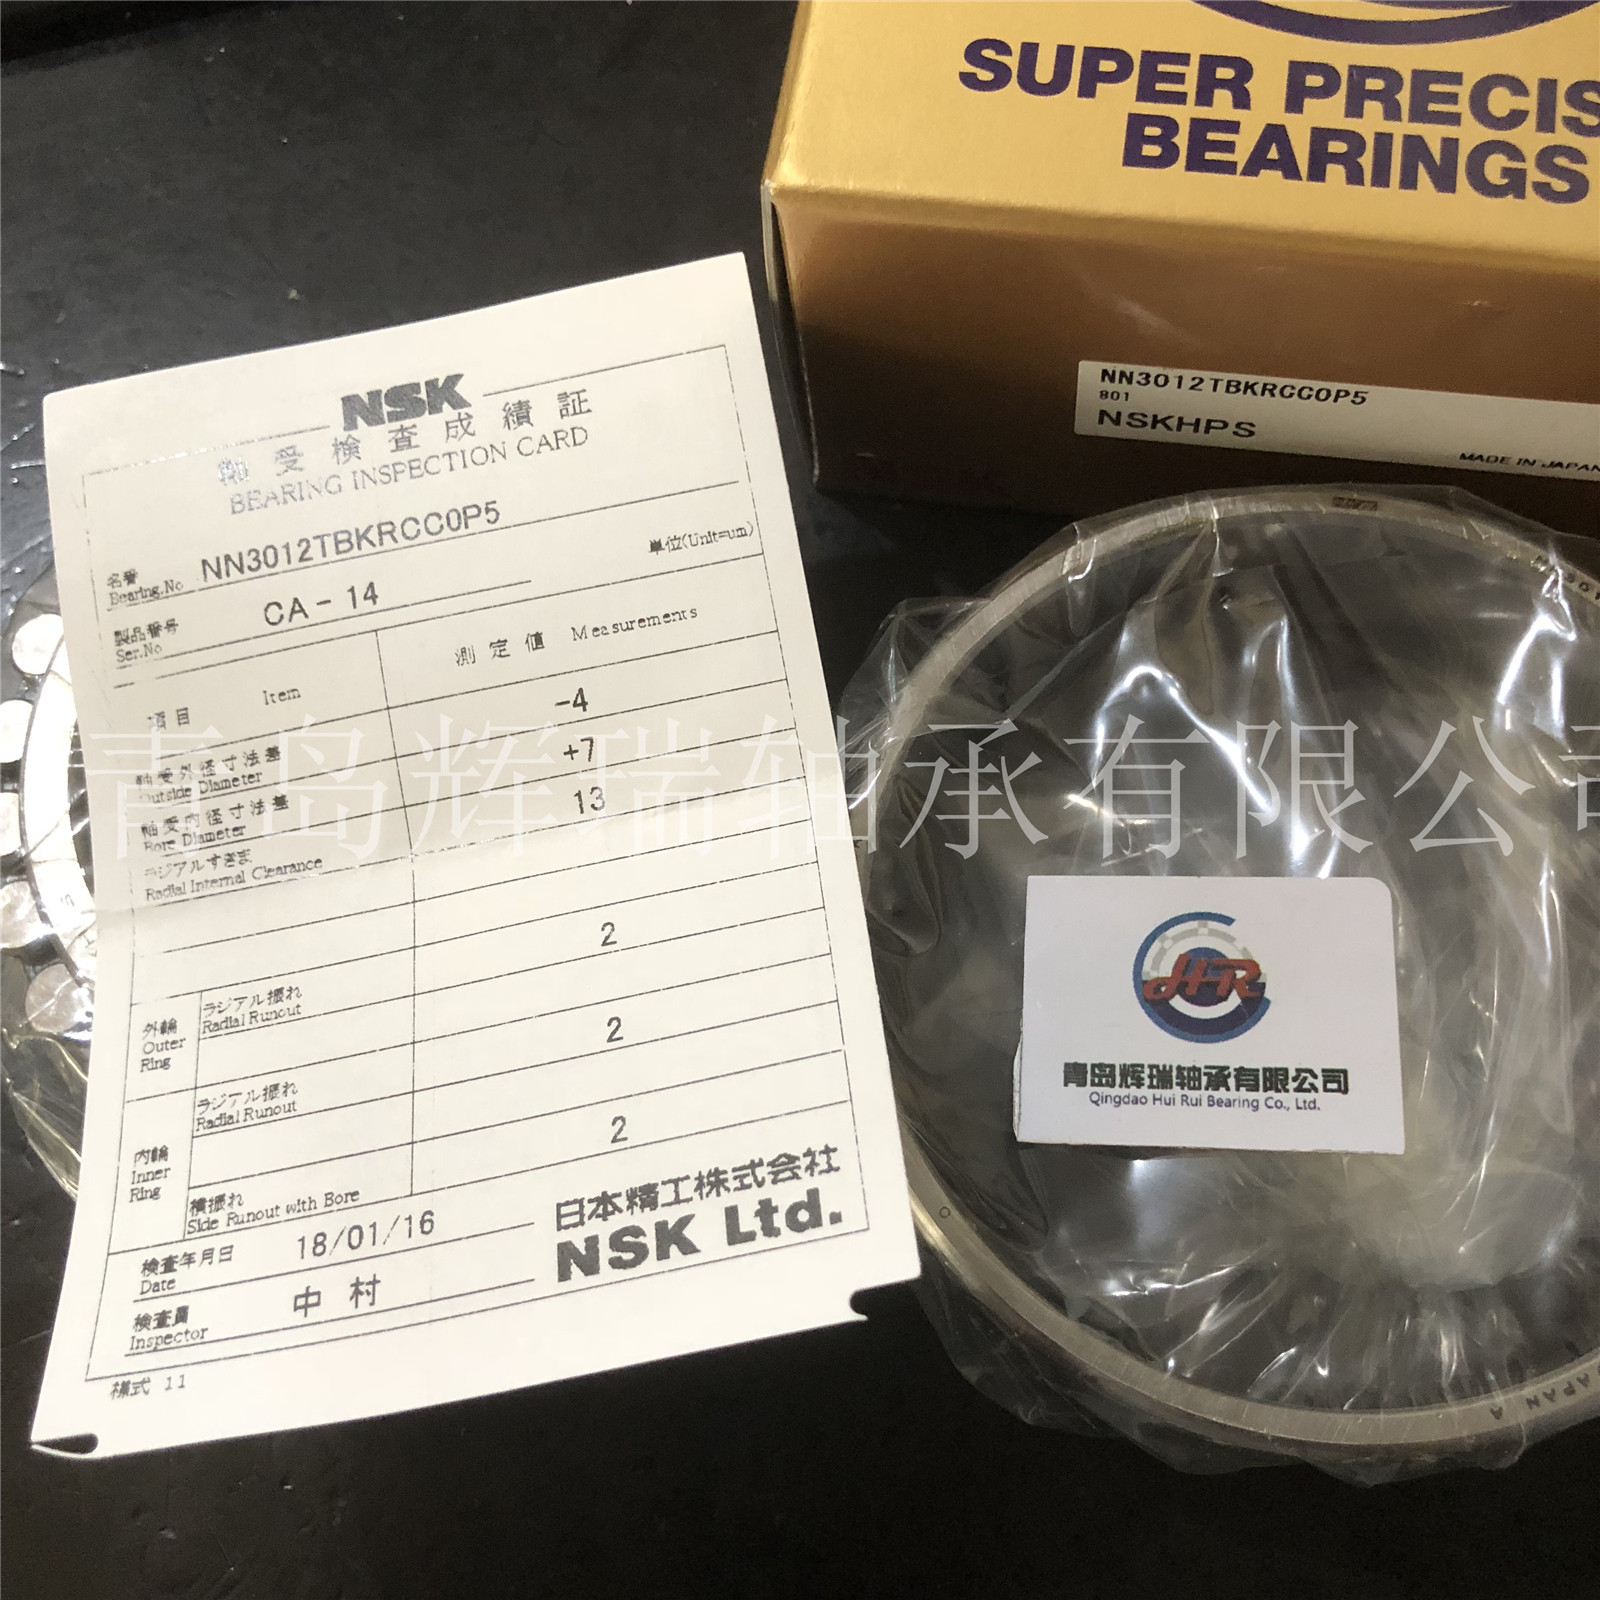 SUPER PRECIS
BEARINGS
NN3012TBKRCC0P5
801
NSKHPS
MADE IN JAPAN
NSK
軸受検査成績証
BEARING INSPECTION CARD
名番
Bearing.No NN3012TBKRCC0P5
単位(Unit=um)
製品番号
Ser.No CA-14
項目 Item 測定値 Measurements
軸受外径寸法差
Outside Diameter -4
軸受内径寸法差
Bore Diameter +7
ラジアルすきま
Radial Internal Clearance 13
外輪
Outer
Ring
ラジアル振れ
Radial Runout 2
内輪
Inner
Ring
ラジアル振れ
Radial Runout 2
横振れ
Side Runout with Bore 2
検査年月日
Date 18/01/16
検査員
Inspector 中村
日本精工株式会社
NSK Ltd.
様式 11
青岛辉瑞轴承有限公司
HR
青岛辉瑞轴承有限公司
Qingdao Hui Rui Bearing Co., Ltd.
JAPAN A